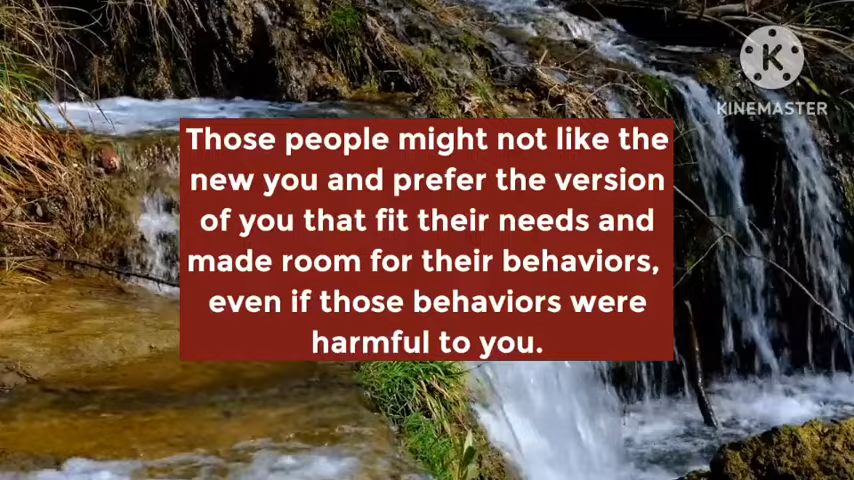 K
KINEMASTER
Those people might not like the
new you and prefer the version
of you that fit their needs and
made room for their behaviors,
even if those behaviors were
harmful to you.